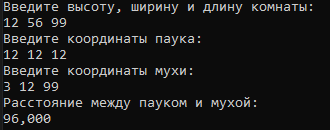 Введите высоту, ширину и длину комнаты:
12 56 99
Введите координаты паука:
12 12 12
Введите координаты мухи:
3 12 99
Расстояние между пауком и мухой:
96,000